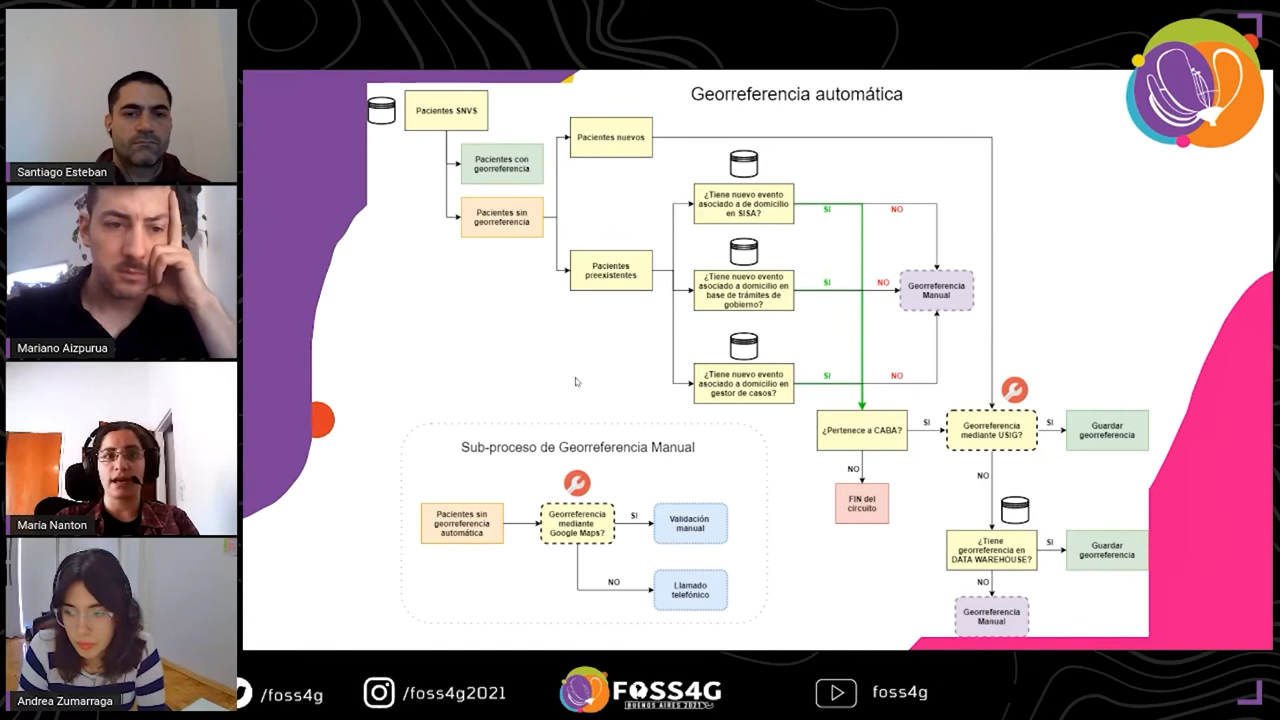 Santiago Esteban
Mariano Aizpurua
María Nanton
Andrea Zumarraga
Georreferencia automática
Pacientes SNVS
Pacientes con
georreferencia
Pacientes sin
georreferencia
Pacientes nuevos
Pacientes
preexistentes
¿Tiene nuevo evento
asociado a de domicilio
en SISA?
SI
NO
¿Tiene nuevo evento
asociado a domicilio en
base de trámites de
gobierno?
SI
NO
Georreferencia
Manual
¿Tiene nuevo evento
asociado a domicilio en
gestor de casos?
SI
NO
¿Pertenece a CABA?
SI
Georreferencia
mediante USIG?
SI
Guardar
georreferencia
NO
FIN del
circuito
NO
¿Tiene
georreferencia en
DATA WAREHOUSE?
SI
Guardar
georreferencia
NO
Georreferencia
Manual
Sub-proceso de Georreferencia Manual
Pacientes sin
georreferencia
automática
Georreferencia
mediante
Google Maps?
SI
Validación
manual
NO
Llamado
telefónico
/foss4g
/foss4g2021
FOSS4G
BUENOS AIRES 2021
foss4g